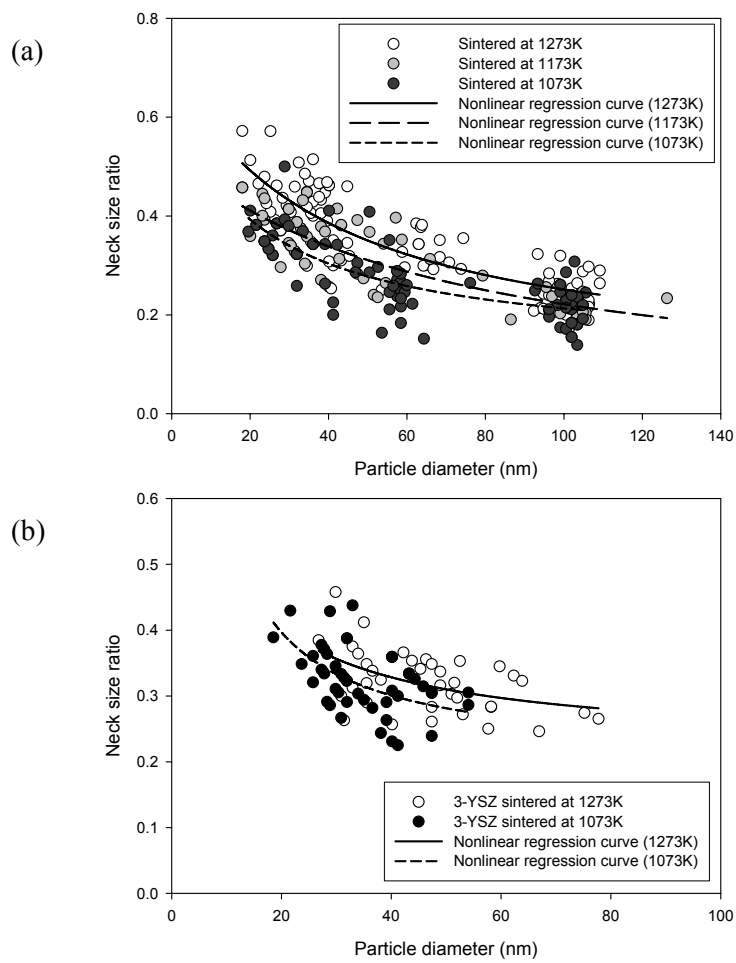 (a)
0.8
0.6
0.4
0.2
0.0
Neck size ratio
Sintered at 1273K
Sintered at 1173K
Sintered at 1073K
Nonlinear regression curve (1273K)
Nonlinear regression curve (1173K)
Nonlinear regression curve (1073K)
0 20 40 60 80 100 120 140
Particle diameter (nm)
(b)
0.6
0.5
0.4
0.3
0.2
0.1
0.0
Neck size ratio
3-YSZ sintered at 1273K
3-YSZ sintered at 1073K
Nonlinear regression curve (1273K)
Nonlinear regression curve (1073K)
0 20 40 60 80 100
Particle diameter (nm)